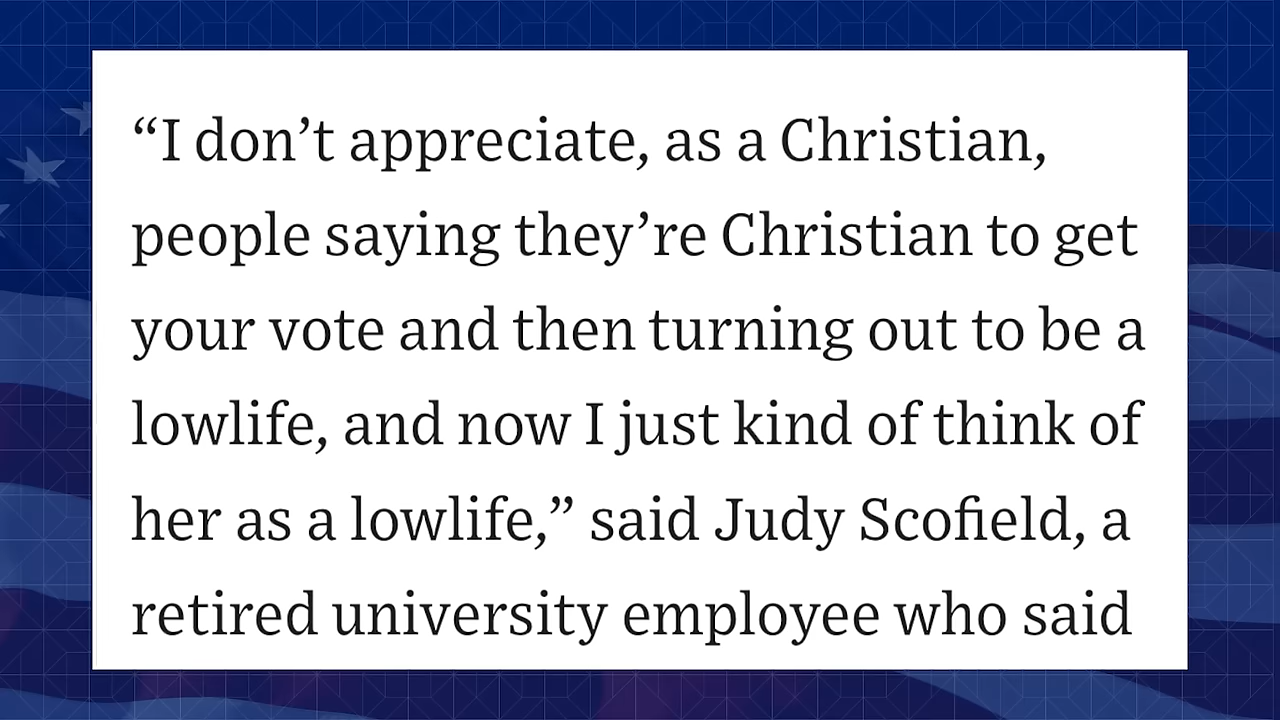 “I don’t appreciate, as a Christian,
people saying they’re Christian to get
your vote and then turning out to be a
lowlife, and now I just kind of think of
her as a lowlife,” said Judy Scofield, a
retired university employee who said